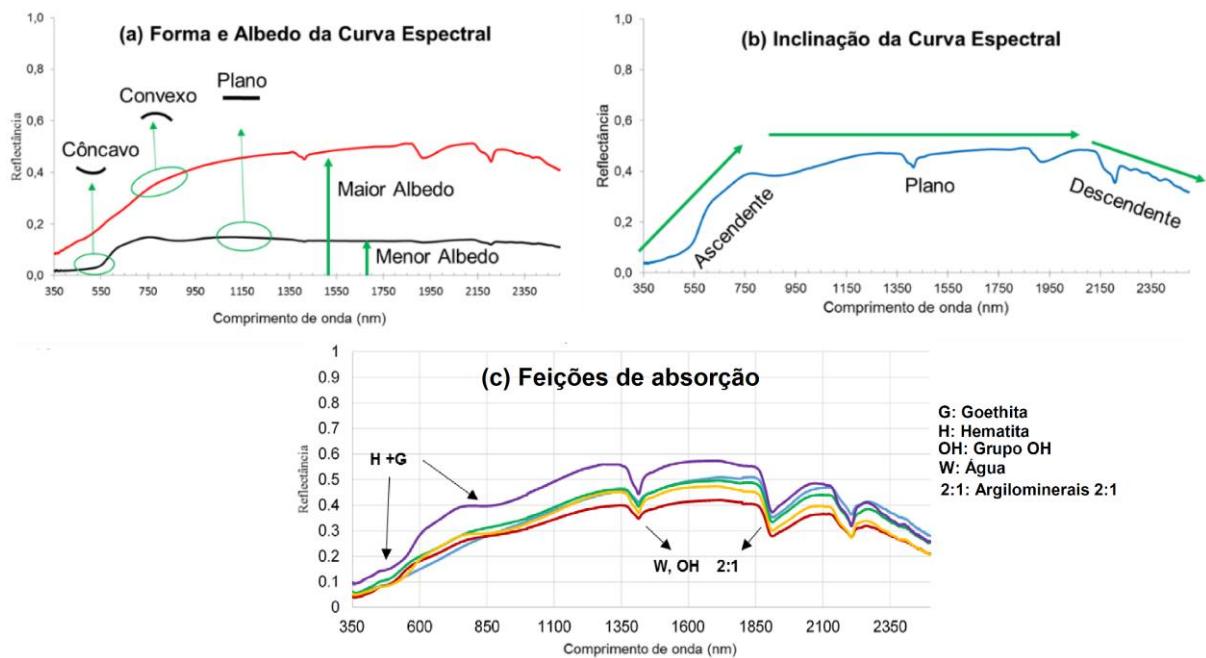 (a) Forma e Albedo da Curva Espectral
1,0
0,8
0,6
0,4
0,2
0,0
Reflectância
Côncavo
Convexo
Plano
Maior Albedo
Menor Albedo
350 550 750 950 1150 1350 1550 1750 1950 2150 2350
Comprimento de onda (nm)
(b) Inclinação da Curva Espectral
1,0
0,8
0,6
0,4
0,2
0,0
Reflectância
Ascendente
Plano
Descendente
350 550 750 950 1150 1350 1550 1750 1950 2150 2350
Comprimento de onda (nm)
(c) Feições de absorção
1
0.9
0.8
0.7
0.6
0.5
0.4
0.3
0.2
0.1
0
Reflectância
H +G
W, OH 2:1
350 600 850 1100 1350 1600 1850 2100 2350
Comprimento de onda (nm)
G: Goethita
H: Hematita
OH: Grupo OH
W: Água
2:1: Argilominerais 2:1